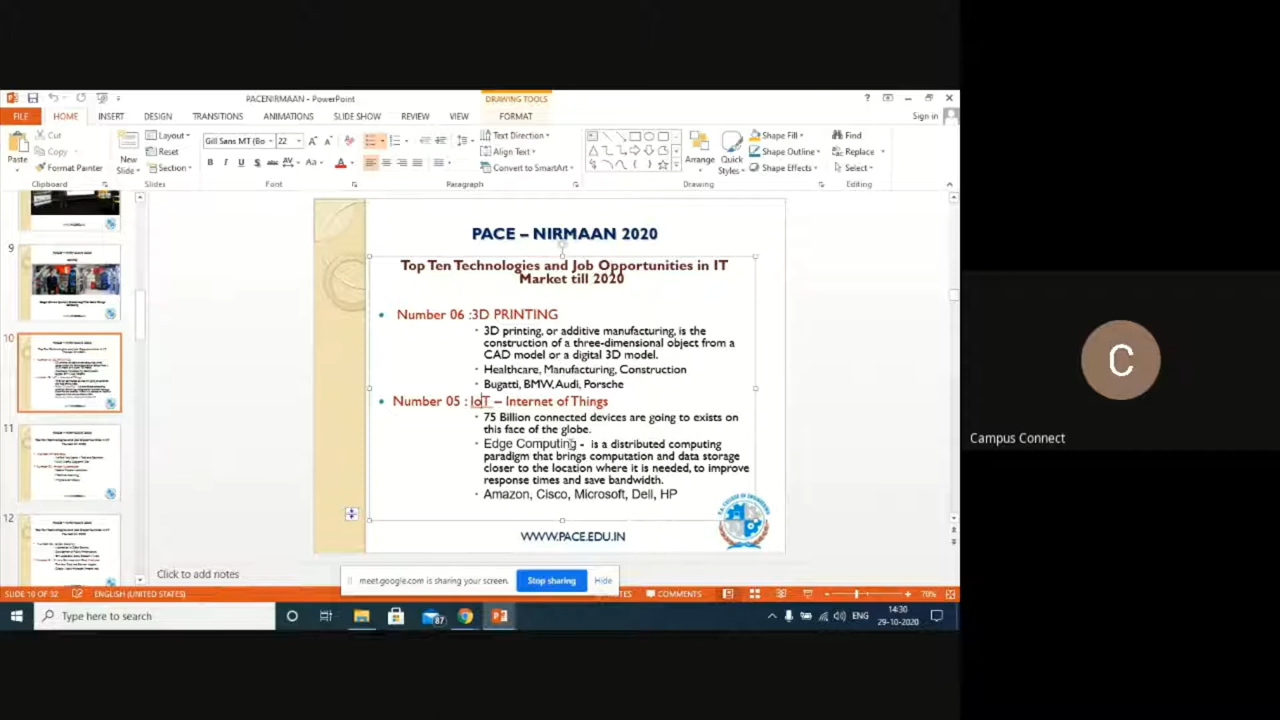 PACENIRMAAN - PowerPoint
DRAWING TOOLS
Sign in
FILE
HOME
INSERT
DESIGN
TRANSITIONS
ANIMATIONS
SLIDE SHOW
REVIEW
VIEW
FORMAT
Paste
Cut
Copy
Format Painter
Clipboard
New
Slide
Layout
Reset
Section
Slides
Gill Sans MT (Bo
22
Font
Text Direction
Align Text
Convert to SmartArt
Paragraph
Arrange
Quick
Styles
Shape Fill
Shape Outline
Shape Effects
Drawing
Find
Replace
Select
Editing
9
10
11
12
PACE – NIRMAAN 2020
Top Ten Technologies and Job Opportunities in IT
Market till 2020
• Number 06 :3D PRINTING
3D printing, or additive manufacturing, is the
construction of a three-dimensional object from a
CAD model or a digital 3D model.
Healthcare, Manufacturing, Construction
Bugatti, BMW, Audi, Porsche
• Number 05 : IoT – Internet of Things
75 Billion connected devices are going to exists on
this face of the globe.
Edge Computing - is a distributed computing
paradigm that brings computation and data storage
closer to the location where it is needed, to improve
response times and save bandwidth.
Amazon, Cisco, Microsoft, Dell, HP
WWW.PACE.EDU.IN
Click to add notes
meet.google.com is sharing your screen.
Stop sharing
Hide
SLIDE 10 OF 32
ENGLISH (UNITED STATES)
COMMENTS
70%
Type here to search
87
ENG
14:30
29-10-2020
C
Campus Connect